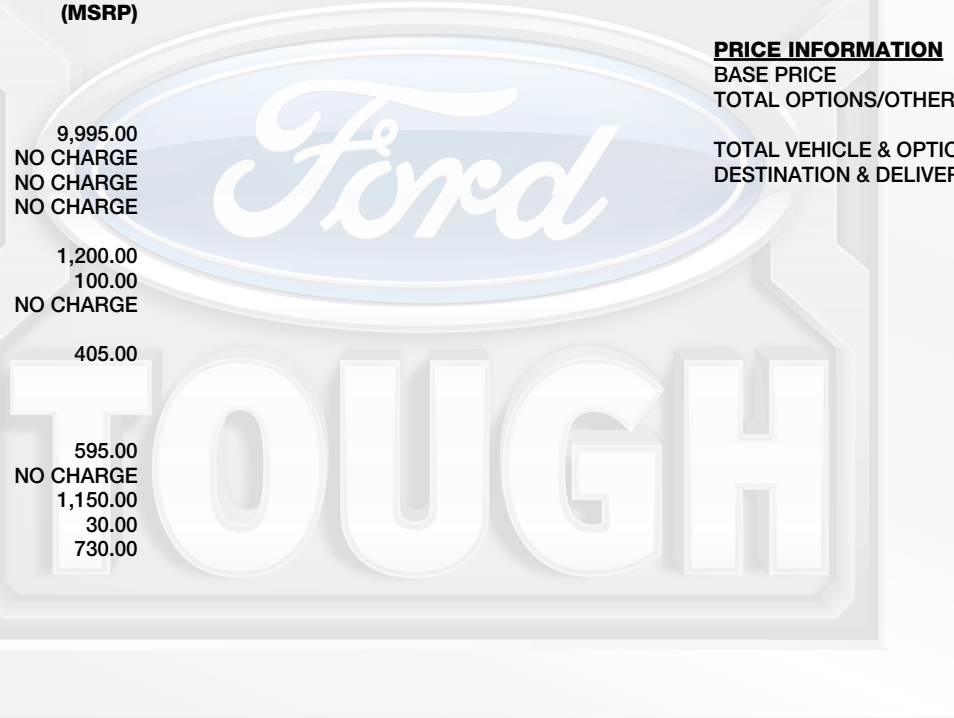 (MSRP)
9,995.00
NO CHARGE
NO CHARGE
NO CHARGE
1,200.00
100.00
NO CHARGE
405.00
595.00
NO CHARGE
1,150.00
30.00
730.00
PRICE INFORMATION
BASE PRICE
TOTAL OPTIONS/OTHER
TOTAL VEHICLE & OPTIO
DESTINATION & DELIVER
Ford
TOUGH